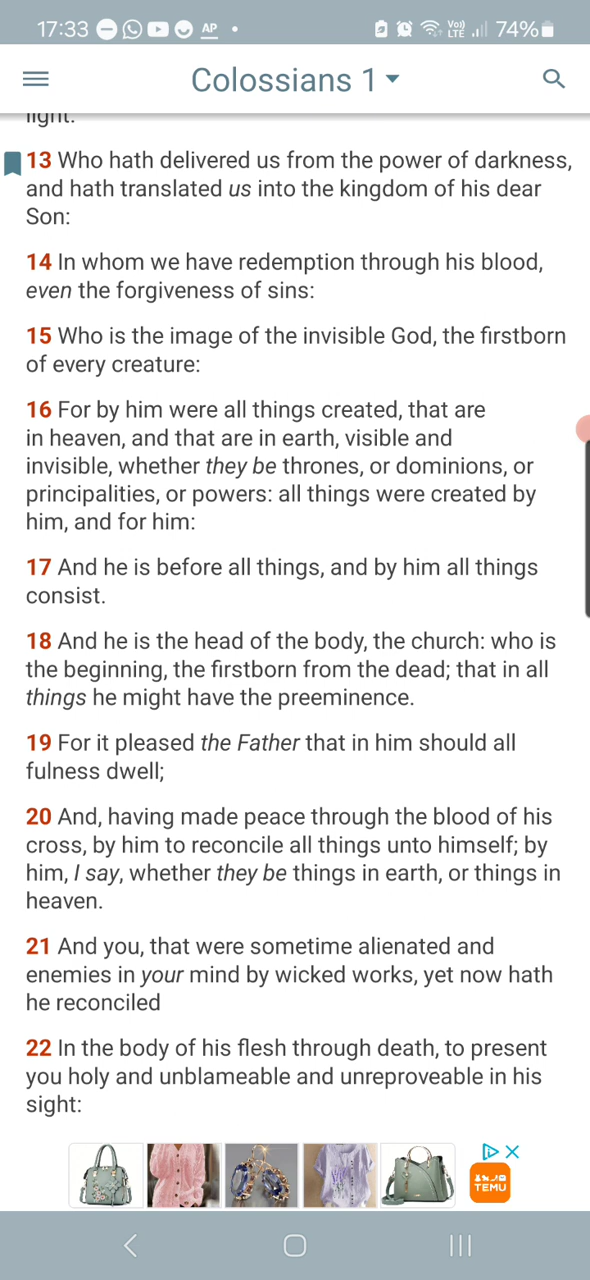 17:33 AP • Vo) LTE 74%
Colossians 1
light.
13 Who hath delivered us from the power of darkness,
and hath translated us into the kingdom of his dear
Son:
14 In whom we have redemption through his blood,
even the forgiveness of sins:
15 Who is the image of the invisible God, the firstborn
of every creature:
16 For by him were all things created, that are
in heaven, and that are in earth, visible and
invisible, whether they be thrones, or dominions, or
principalities, or powers: all things were created by
him, and for him:
17 And he is before all things, and by him all things
consist.
18 And he is the head of the body, the church: who is
the beginning, the firstborn from the dead; that in all
things he might have the preeminence.
19 For it pleased the Father that in him should all
fulness dwell;
20 And, having made peace through the blood of his
cross, by him to reconcile all things unto himself; by
him, I say, whether they be things in earth, or things in
heaven.
21 And you, that were sometime alienated and
enemies in your mind by wicked works, yet now hath
he reconciled
22 In the body of his flesh through death, to present
you holy and unblameable and unreproveable in his
sight:
TEMU